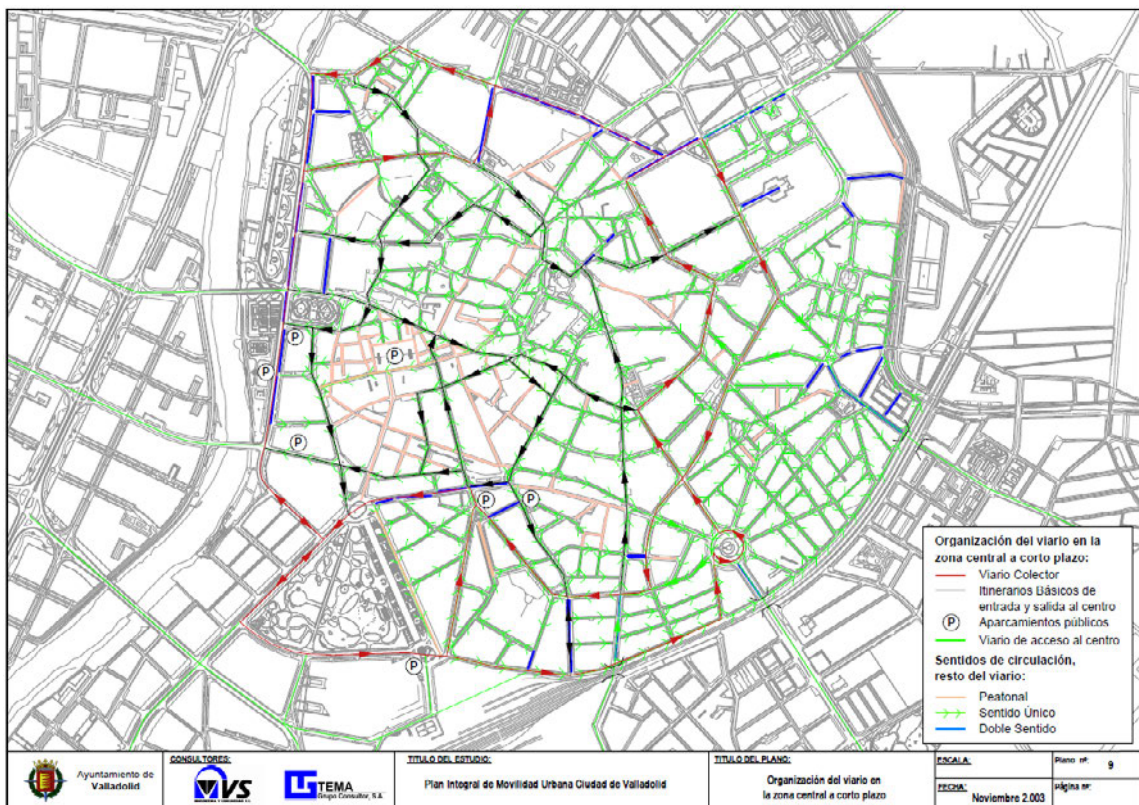 P
P
P
P
P
P
P
Organización del viario en la
zona central a corto plazo:
Viario Colector
Itinerarios Básicos de
entrada y salida al centro
P Aparcamientos públicos
Viario de acceso al centro
Sentidos de circulación,
resto del viario:
Peatonal
Sentido Único
Doble Sentido
Ayuntamiento de
Valladolid
CONSULTORES:
VS
TEMA
Grupo Consultor, S.A.
TITULO DEL ESTUDIO:
Plan Integral de Movilidad Urbana Ciudad de Valladolid
TITULO DEL PLANO:
Organización del viario en
la zona central a corto plazo
ESCALA:
FECHA:
Noviembre 2.003
Plano nº: 9
Página nº: